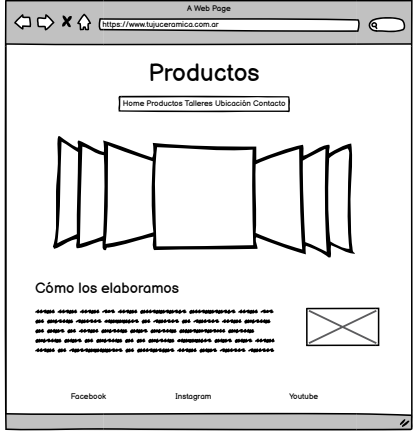 A Web Page
https://www.tujuceramica.com.ar
Productos
Home Productos Talleres Ubicación Contacto
Cómo los elaboramos
Facebook Instagram Youtube